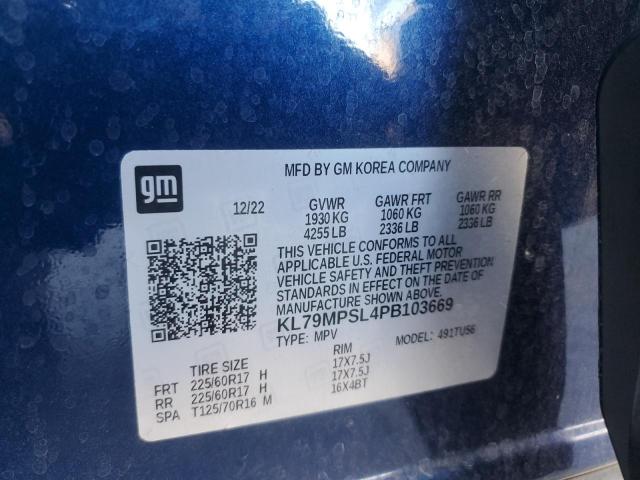 gm
MFD BY GM KOREA COMPANY
12/22 GVWR GAWR FRT GAWR RR
1930 KG 1060 KG 1060 KG
4255 LB 2336 LB 2336 LB
THIS VEHICLE CONFORMS TO ALL
APPLICABLE U.S. FEDERAL MOTOR
VEHICLE SAFETY AND THEFT PREVENTION
STANDARDS IN EFFECT ON THE DATE OF
MANUFACTURE SHOWN ABOVE.
KL79MPSL4PB103669
TYPE: MPV MODEL: 491TU56
TIRE SIZE RIM
FRT 225/60R17 H 17X7.5J
RR 225/60R17 H 17X7.5J
SPA T125/70R16 M 16X4BT